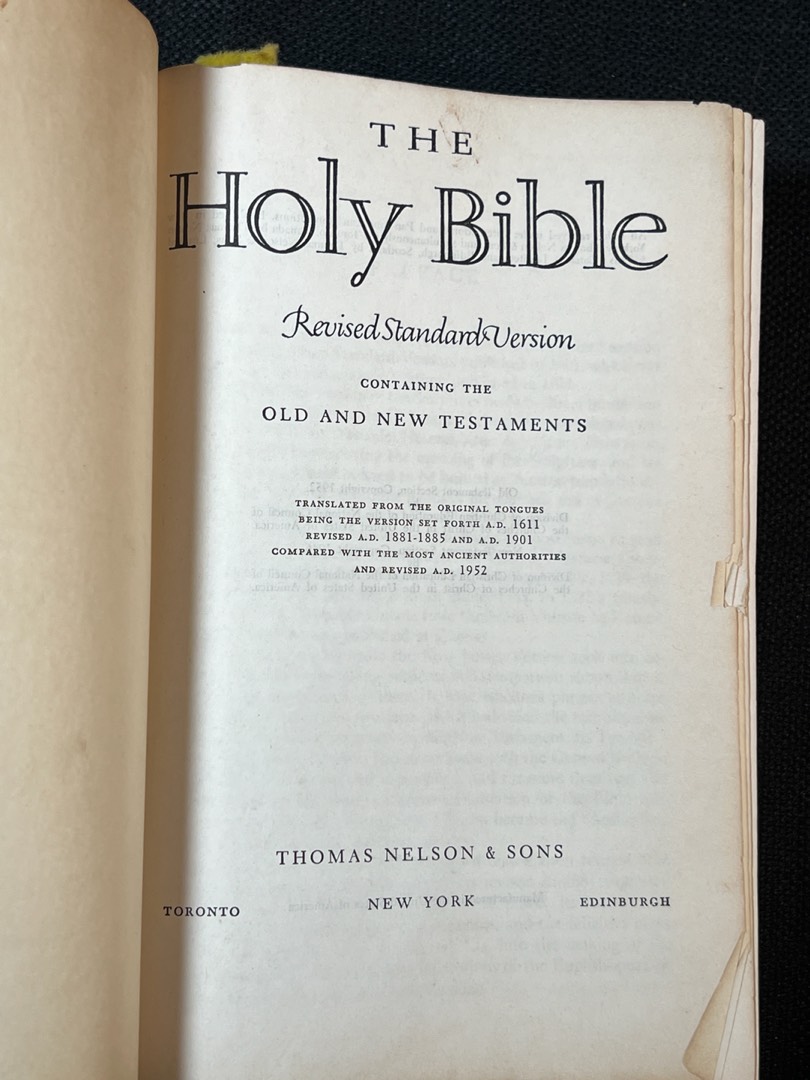 THE
Holy Bible
Revised Standard Version
CONTAINING THE
OLD AND NEW TESTAMENTS
TRANSLATED FROM THE ORIGINAL TONGUES
BEING THE VERSION SET FORTH A.D. 1611
REVISED A.D. 1881-1885 AND A.D. 1901
COMPARED WITH THE MOST ANCIENT AUTHORITIES
AND REVISED A.D. 1952
THOMAS NELSON & SONS
TORONTO NEW YORK EDINBURGH